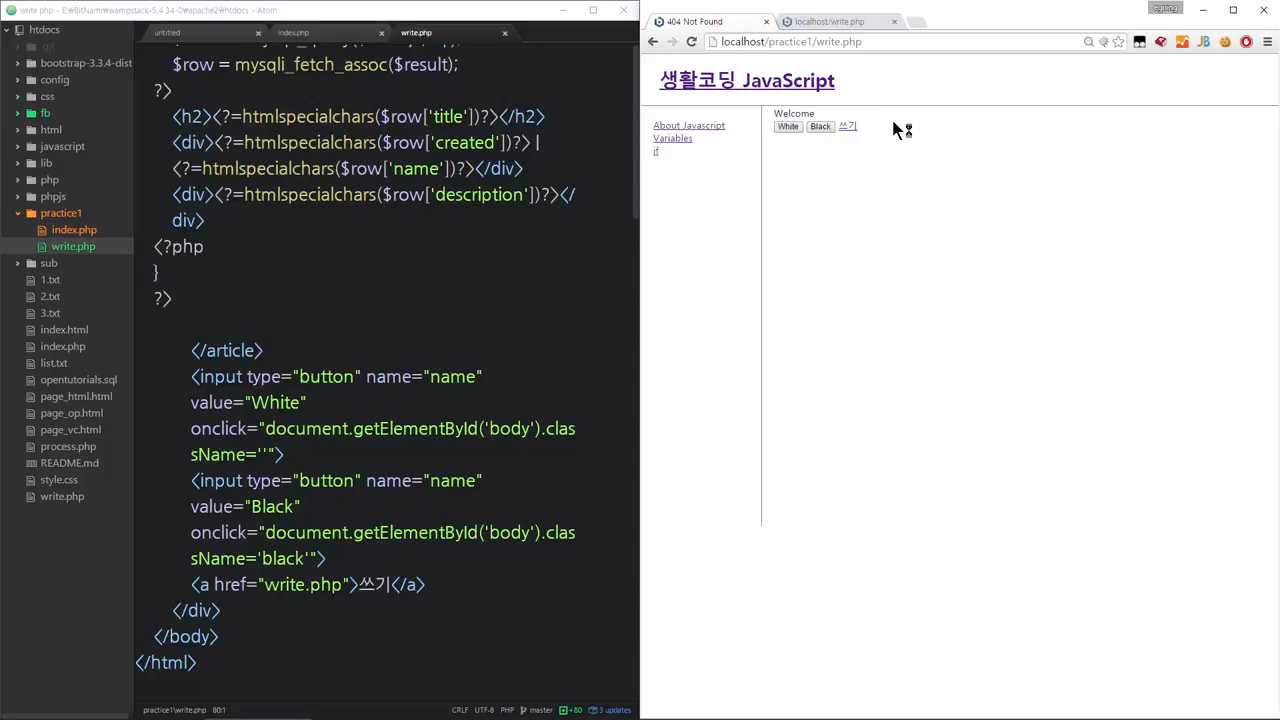 write.php - E:₩BitNami₩wampstack-5.4.34-0₩apache2₩htdocs - Atom
htdocs
.git
bootstrap-3.3.4-dist
config
css
fb
html
javascript
lib
php
phpjs
practice1
index.php
write.php
sub
1.txt
2.txt
3.txt
index.html
index.php
list.txt
opentutorials.sql
page_html.html
page_op.html
page_vc.html
process.php
README.md
style.css
write.php
untitled
index.php
write.php
$row = mysqli_fetch_assoc($result);
?>
<h2><?=htmlspecialchars($row['title'])?></h2>
<div><?=htmlspecialchars($row['created'])?> |
<?=htmlspecialchars($row['name'])?></div>
<div><?=htmlspecialchars($row['description'])?></
div>
<?php
}
?>
</article>
<input type="button" name="name"
value="White"
onclick="document.getElementById('body').clas
sName=''">
<input type="button" name="name"
value="Black"
onclick="document.getElementById('body').clas
sName='black'">
<a href="write.php">쓰기</a>
</div>
</body>
</html>
practice1\write.php 80:1
CRLF UTF-8 PHP master +80 3 updates
egoing
404 Not Found
localhost/write.php
localhost/practice1/write.php
생활코딩 JavaScript
About Javascript
Variables
if
Welcome
White Black 쓰기